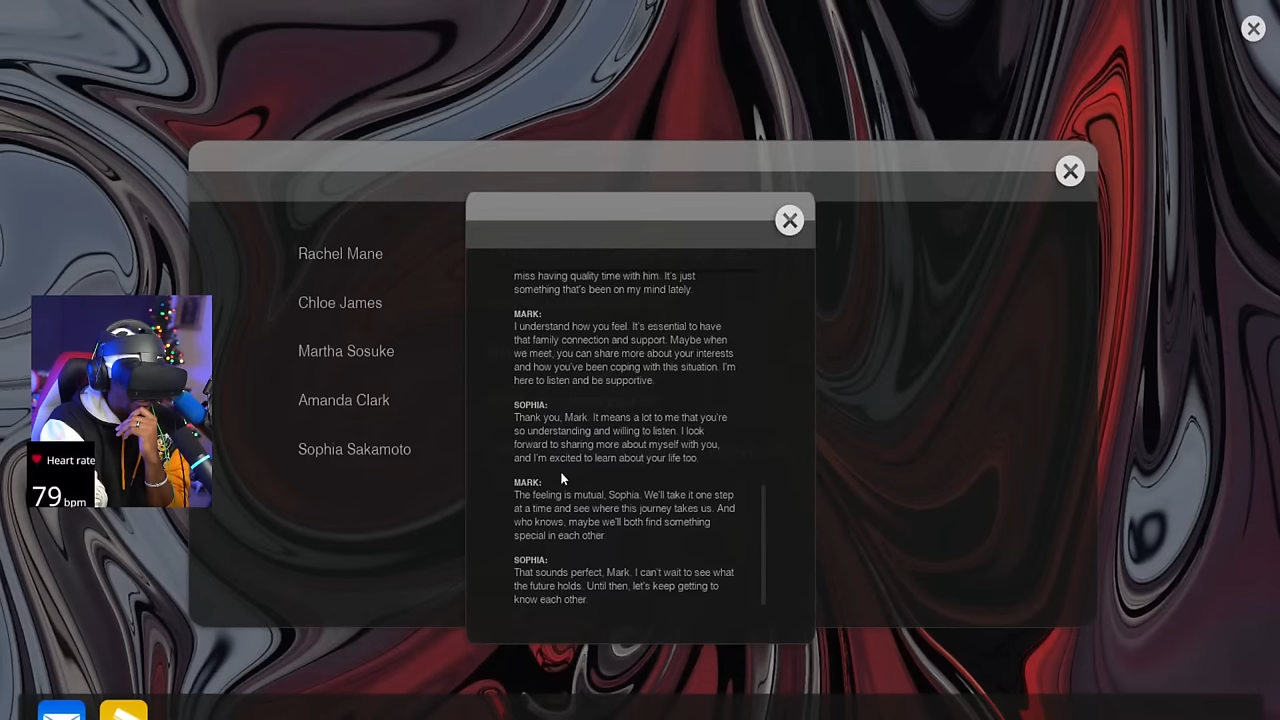 Rachel Mane
Chloe James
Martha Sosuke
Amanda Clark
Sophia Sakamoto
miss having quality time with him. It's just
something that's been on my mind lately.
MARK:
I understand how you feel. It's essential to have
that family connection and support. Maybe when
we meet, you can share more about your interests
and how you've been coping with this situation. I'm
here to listen and be supportive.
SOPHIA:
Thank you, Mark. It means a lot to me that you're
so understanding and willing to listen. I look
forward to sharing more about myself with you,
and I'm excited to learn about your life too.
MARK:
The feeling is mutual, Sophia. We'll take it one step
at a time and see where this journey takes us. And
who knows, maybe we'll both find something
special in each other
SOPHIA:
That sounds perfect, Mark. I can't wait to see what
the future holds. Until then, let's keep getting to
know each other.
Heart rate
79 bpm